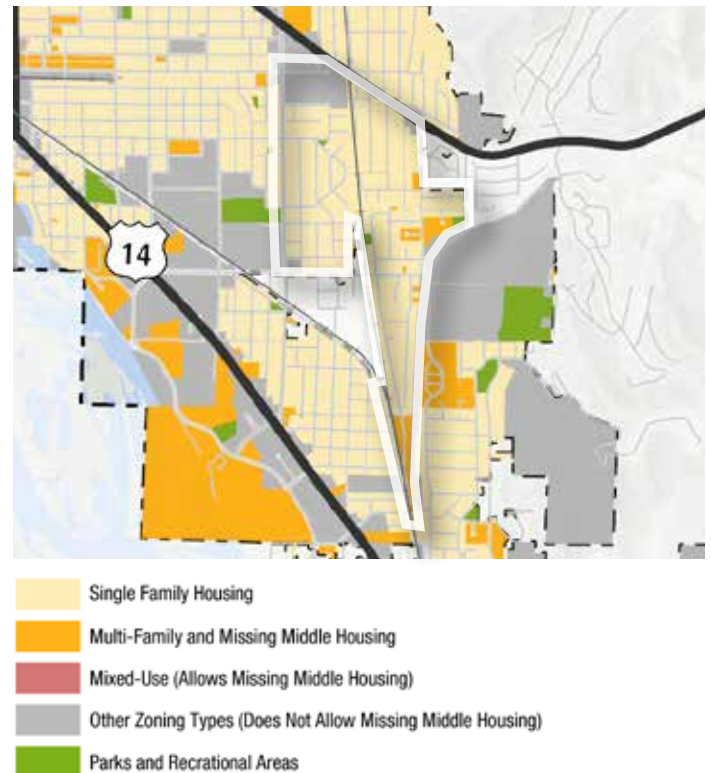 14
Single Family Housing
Multi-Family and Missing Middle Housing
Mixed-Use (Allows Missing Middle Housing)
Other Zoning Types (Does Not Allow Missing Middle Housing)
Parks and Recrational Areas